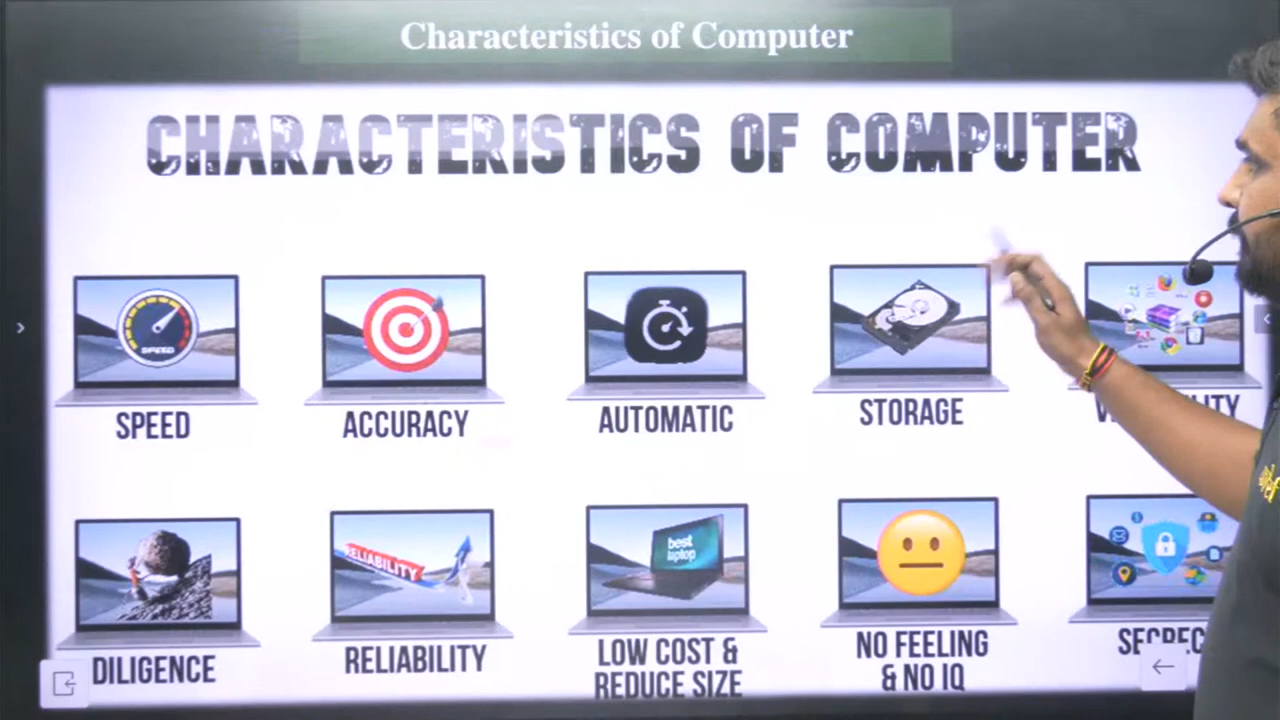 Characteristics of Computer
CHARACTERISTICS OF COMPUTER
SPEED
SPEED
ACCURACY
AUTOMATIC
STORAGE
RELIABILITY
best
laptop
DILIGENCE
RELIABILITY
LOW COST &
REDUCE SIZE
NO FEELING
& NO IQ